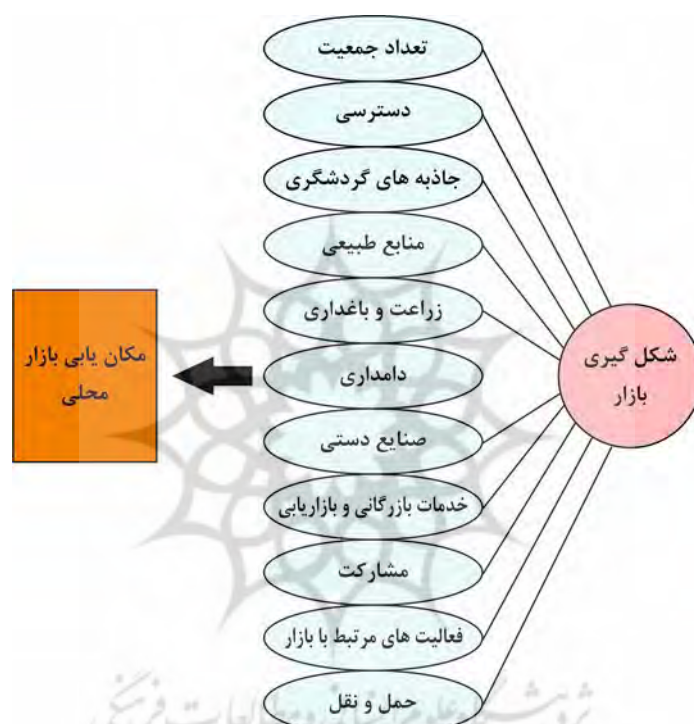 تعداد جمعیت
دسترسی
جاذبه های گردشگری
منابع طبیعی
زراعت و باغداری
دامداری
صنایع دستی
خدمات بازرگانی و بازاریابی
مشارکت
فعالیت های مرتبط با بازار
حمل و نقل
شکل گیری
بازار
مکان یابی بازار
محلی